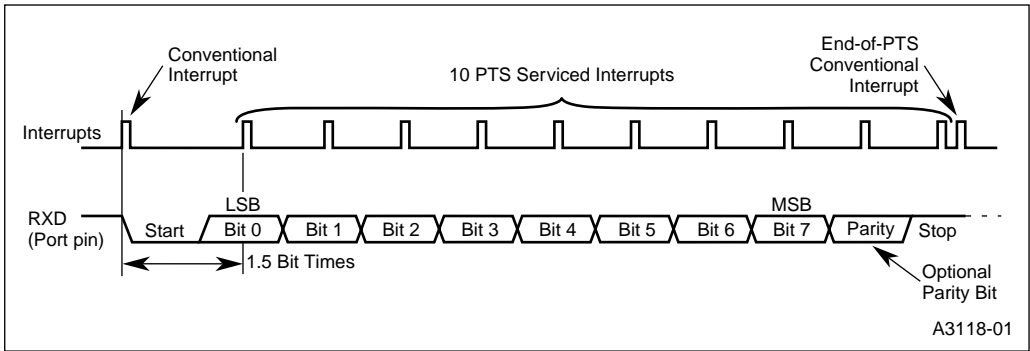 Conventional
Interrupt
10 PTS Serviced Interrupts
End-of-PTS
Conventional
Interrupt
Interrupts
RXD
(Port pin)
LSB
MSB
Start
Bit 0
Bit 1
Bit 2
Bit 3
Bit 4
Bit 5
Bit 6
Bit 7
Parity
Stop
1.5 Bit Times
Optional
Parity Bit
A3118-01